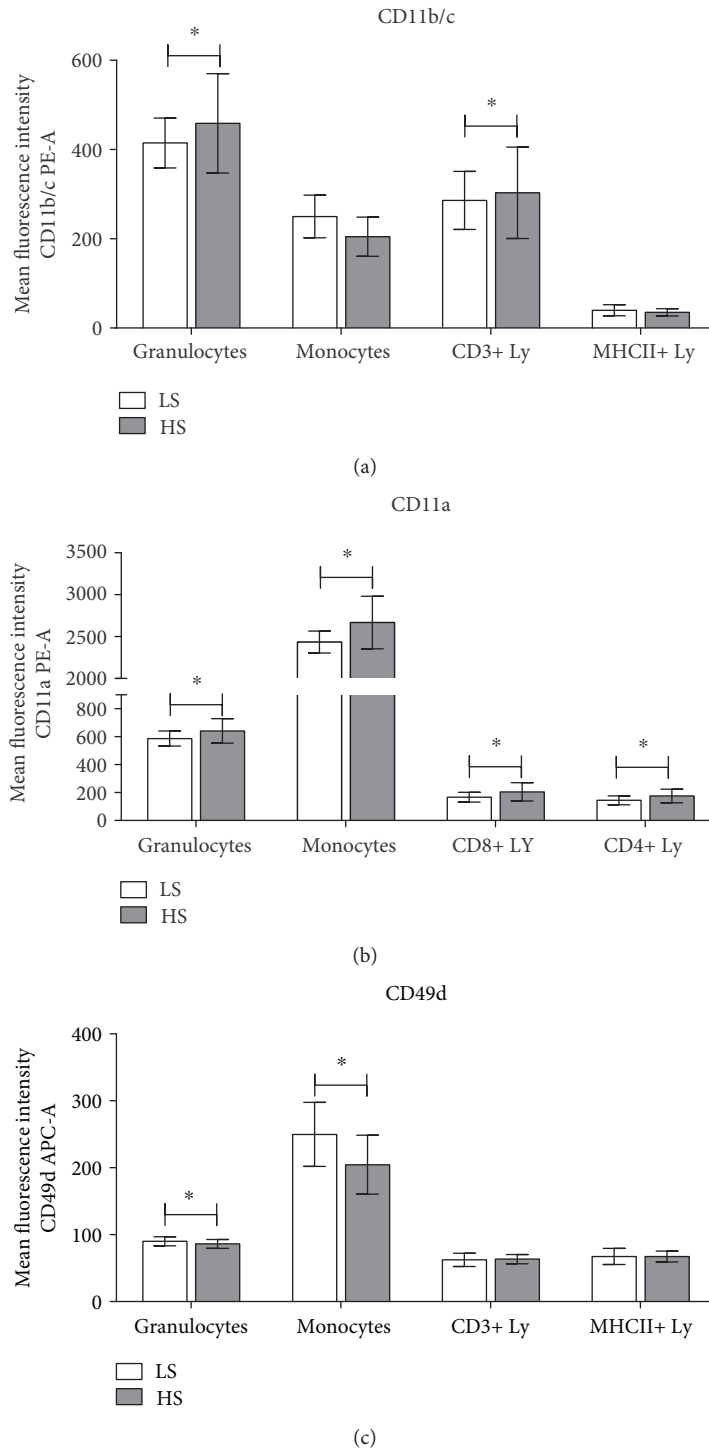 CD11b/c
Mean fluorescence intensity
CD11b/c PE-A
600
400
200
0
*
*
Granulocytes
Monocytes
CD3+ Ly
MHCII+ Ly
LS
HS
(a)
CD11a
Mean fluorescence intensity
CD11a PE-A
3500
3000
2500
2000
800
600
400
200
0
*
*
*
*
Granulocytes
Monocytes
CD8+ LY
CD4+ Ly
LS
HS
(b)
CD49d
Mean fluorescence intensity
CD49d APC-A
400
300
200
100
0
*
*
Granulocytes
Monocytes
CD3+ Ly
MHCII+ Ly
LS
HS
(c)